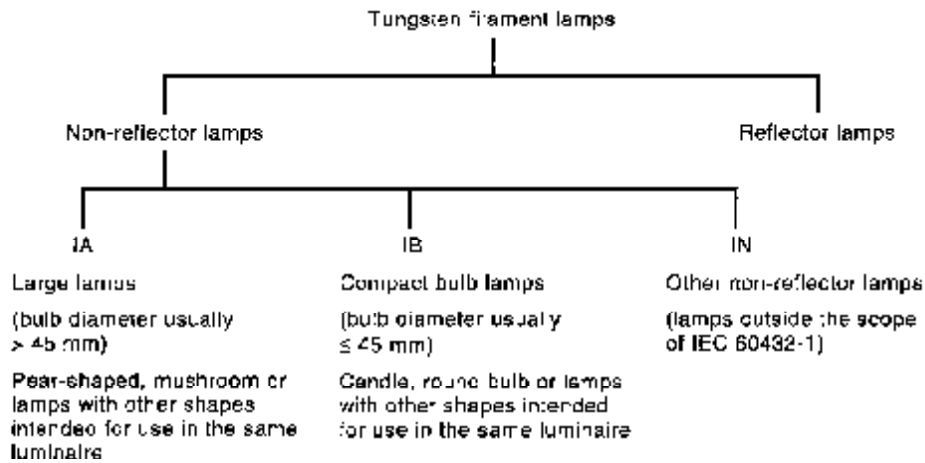 Tungsten filament lamps
Non-reflector lamps
Reflector lamps
IA
Large lamps
(bulb diameter usually
> 45 mm)
Pear-shaped, mushroom or
lamps with other shapes
intended for use in the same
luminaire
IB
Compact bulb lamps
(bulb diameter usually
≤ 45 mm)
Candle, round bulb or lamps
with other shapes intended
for use in the same luminaire
IN
Other non-reflector lamps
(lamps outside the scope
of IEC 60432-1)